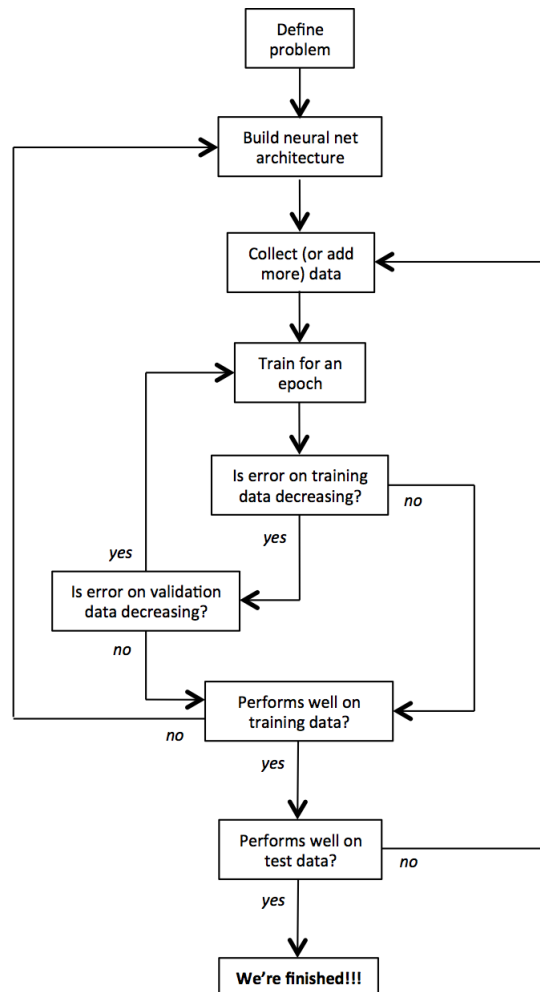 Define
problem
Build neural net
architecture
Collect (or add
more) data
Train for an
epoch
Is error on training
data decreasing?
no
yes
yes
Is error on validation
data decreasing?
no
Performs well on
training data?
no
yes
Performs well on
test data?
no
yes
We're finished!!!